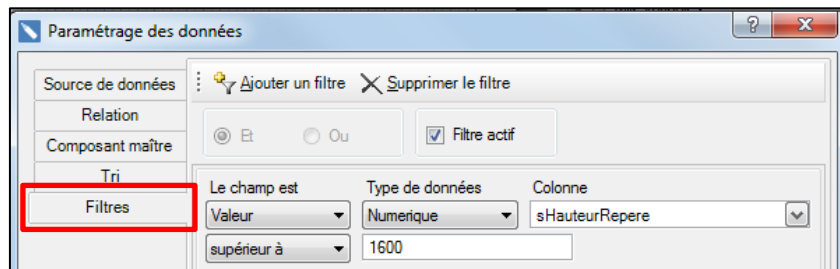 Paramétrage des données
Source de données
Relation
Composant maître
Tri
Filtres
Ajouter un filtre Supprimer le filtre
Et Ou Filtre actif
Le champ est Type de données Colonne
Valeur Numerique sHauteurRepere
supérieur à 1600